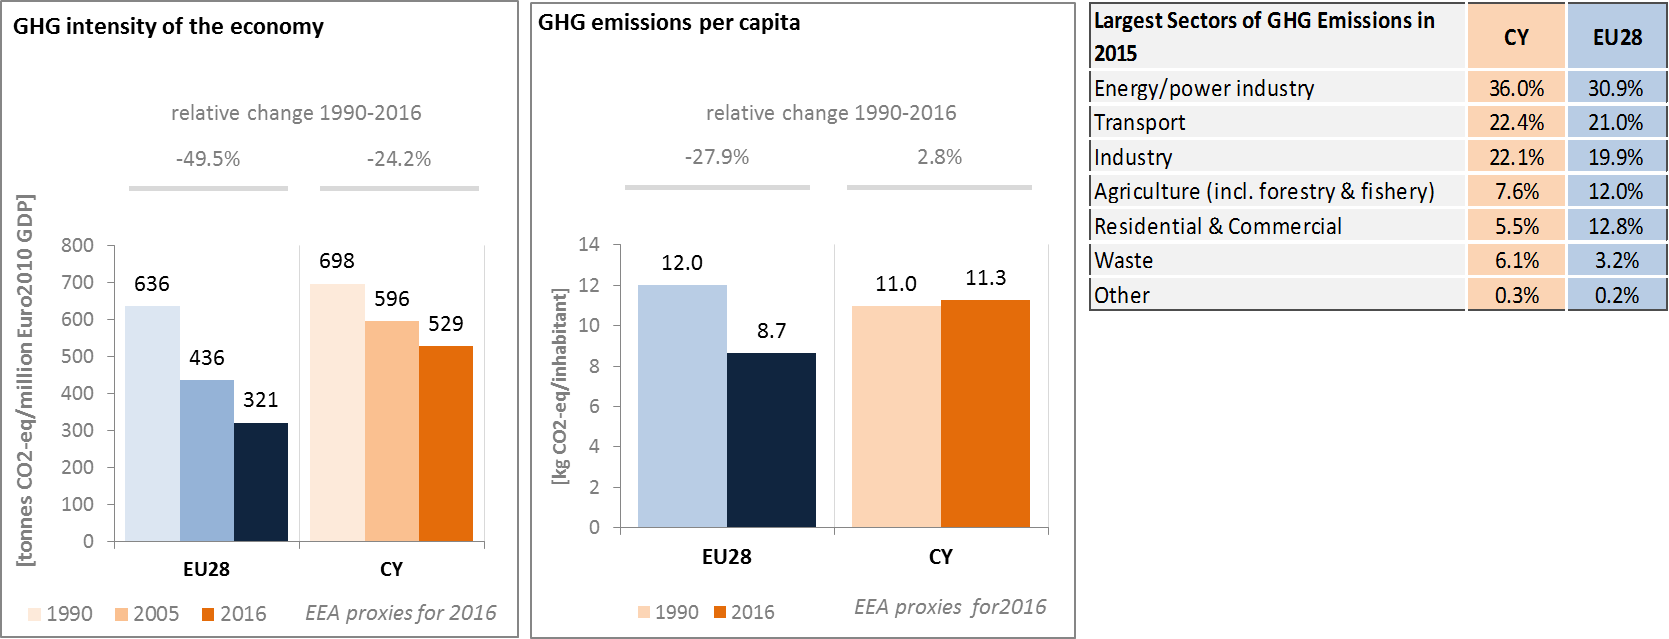 GHG intensity of the economy
relative change 1990-2016
-49.5% -24.2%
[tonnes CO2-eq/million Euro2010 GDP]
800
700
600
500
400
300
200
100
0
636
436
321
698
596
529
EU28 CY
1990 2005 2016 EEA proxies for 2016
GHG emissions per capita
relative change 1990-2016
-27.9% 2.8%
[kg CO2-eq/inhabitant]
14
12
10
8
6
4
2
0
12.0
8.7
11.0
11.3
EU28 CY
1990 2016 EEA proxies for2016
Largest Sectors of GHG Emissions in
2015 CY EU28
Energy/power industry 36.0% 30.9%
Transport 22.4% 21.0%
Industry 22.1% 19.9%
Agriculture (incl. forestry & fishery) 7.6% 12.0%
Residential & Commercial 5.5% 12.8%
Waste 6.1% 3.2%
Other 0.3% 0.2%